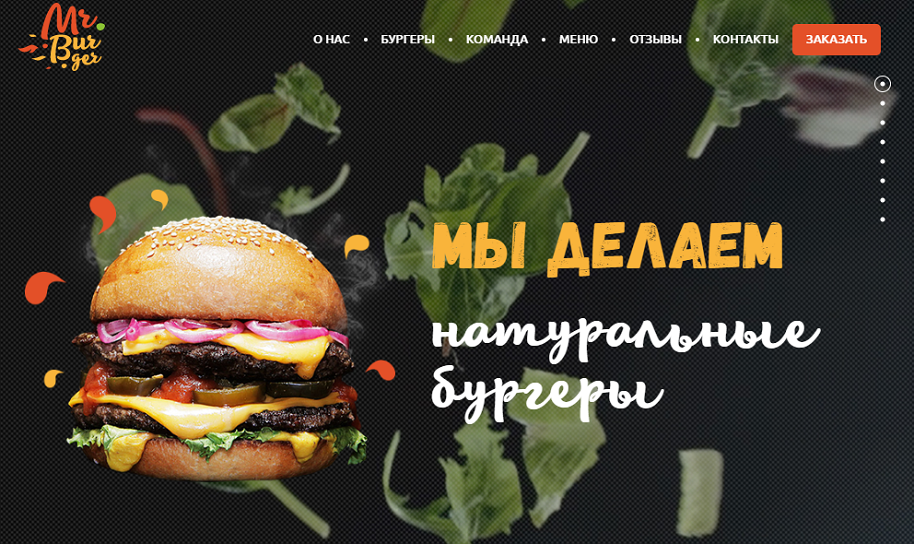 Mr.
Bur
ger
О НАС • БУРГЕРЫ • КОМАНДА • МЕНЮ • ОТЗЫВЫ • КОНТАКТЫ ЗАКАЗАТЬ
МЫ ДЕЛАЕМ
натуральные
бургеры